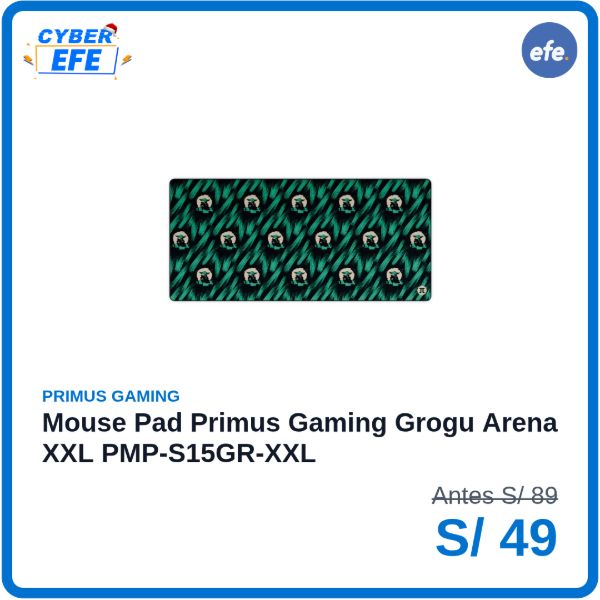 CYBER
EFE
efe.
PRIMUS GAMING
Mouse Pad Primus Gaming Grogu Arena
XXL PMP-S15GR-XXL
Antes S/ 89
S/ 49